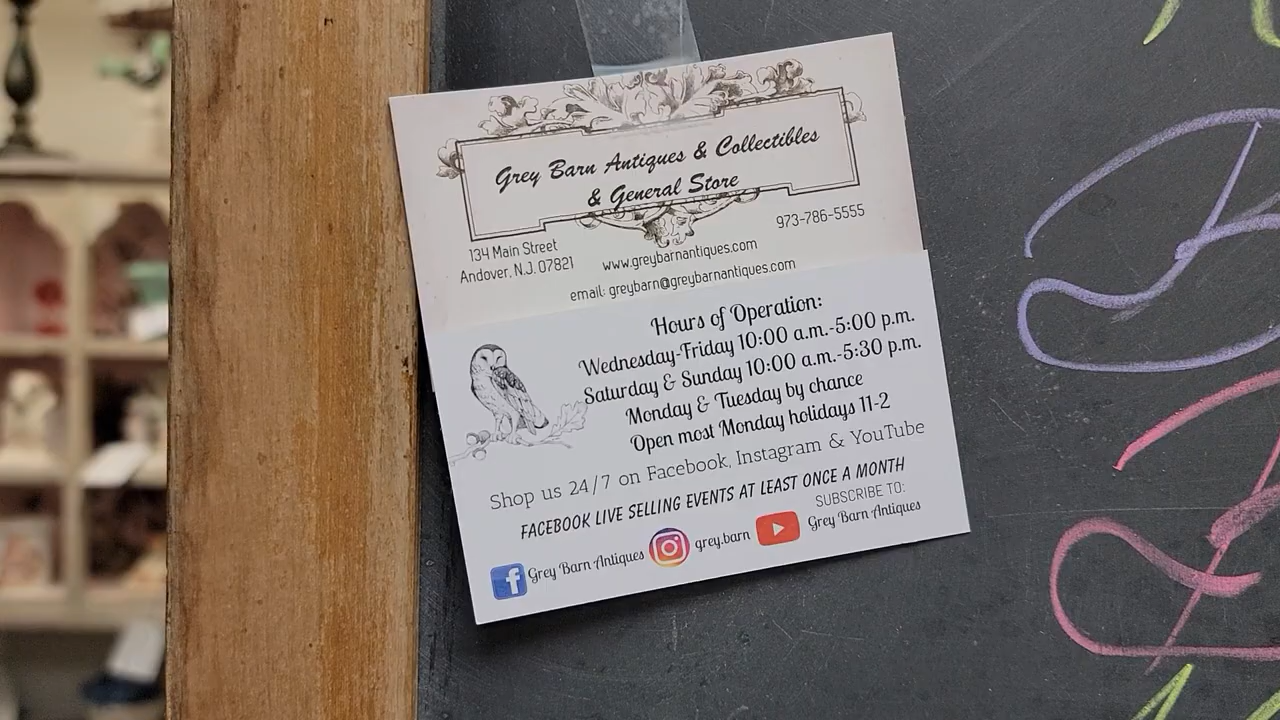 Grey Barn Antiques & Collectibles
& General Store
973-786-5555
134 Main Street
Andover, N.J. 07821
www.greybarnantiques.com
email: greybarn@greybarnantiques.com
Hours of Operation:
Wednesday-Friday 10:00 a.m.-5:00 p.m.
Saturday & Sunday 10:00 a.m.-5:30 p.m.
Monday & Tuesday by chance
Open most Monday holidays 11-2
Shop us 24/7 on Facebook, Instagram & YouTube
FACEBOOK LIVE SELLING EVENTS AT LEAST ONCE A MONTH
SUBSCRIBE TO:
Grey Barn Antiques grey.barn Grey Barn Antiques